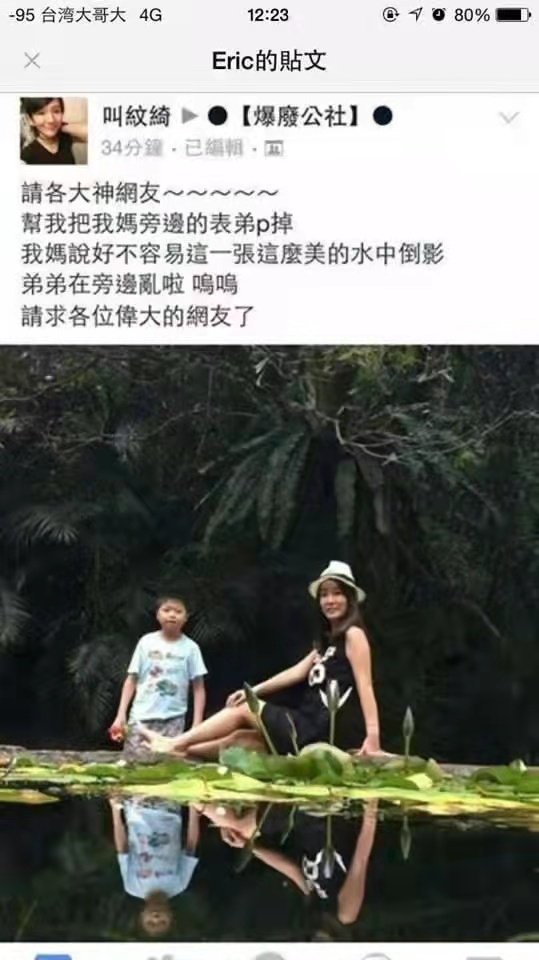 -95 台湾大哥大 4G 12:23 80%
Eric的貼文
叫紋綺 ▶ ●【爆廢公社】●
34分鐘 · 已編輯 ·
請各大神網友～～～～～
幫我把我媽旁邊的表弟p掉
我媽說好不容易這一張這麼美的水中倒影
弟弟在旁邊亂啦 嗚嗚
請求各位偉大的網友了